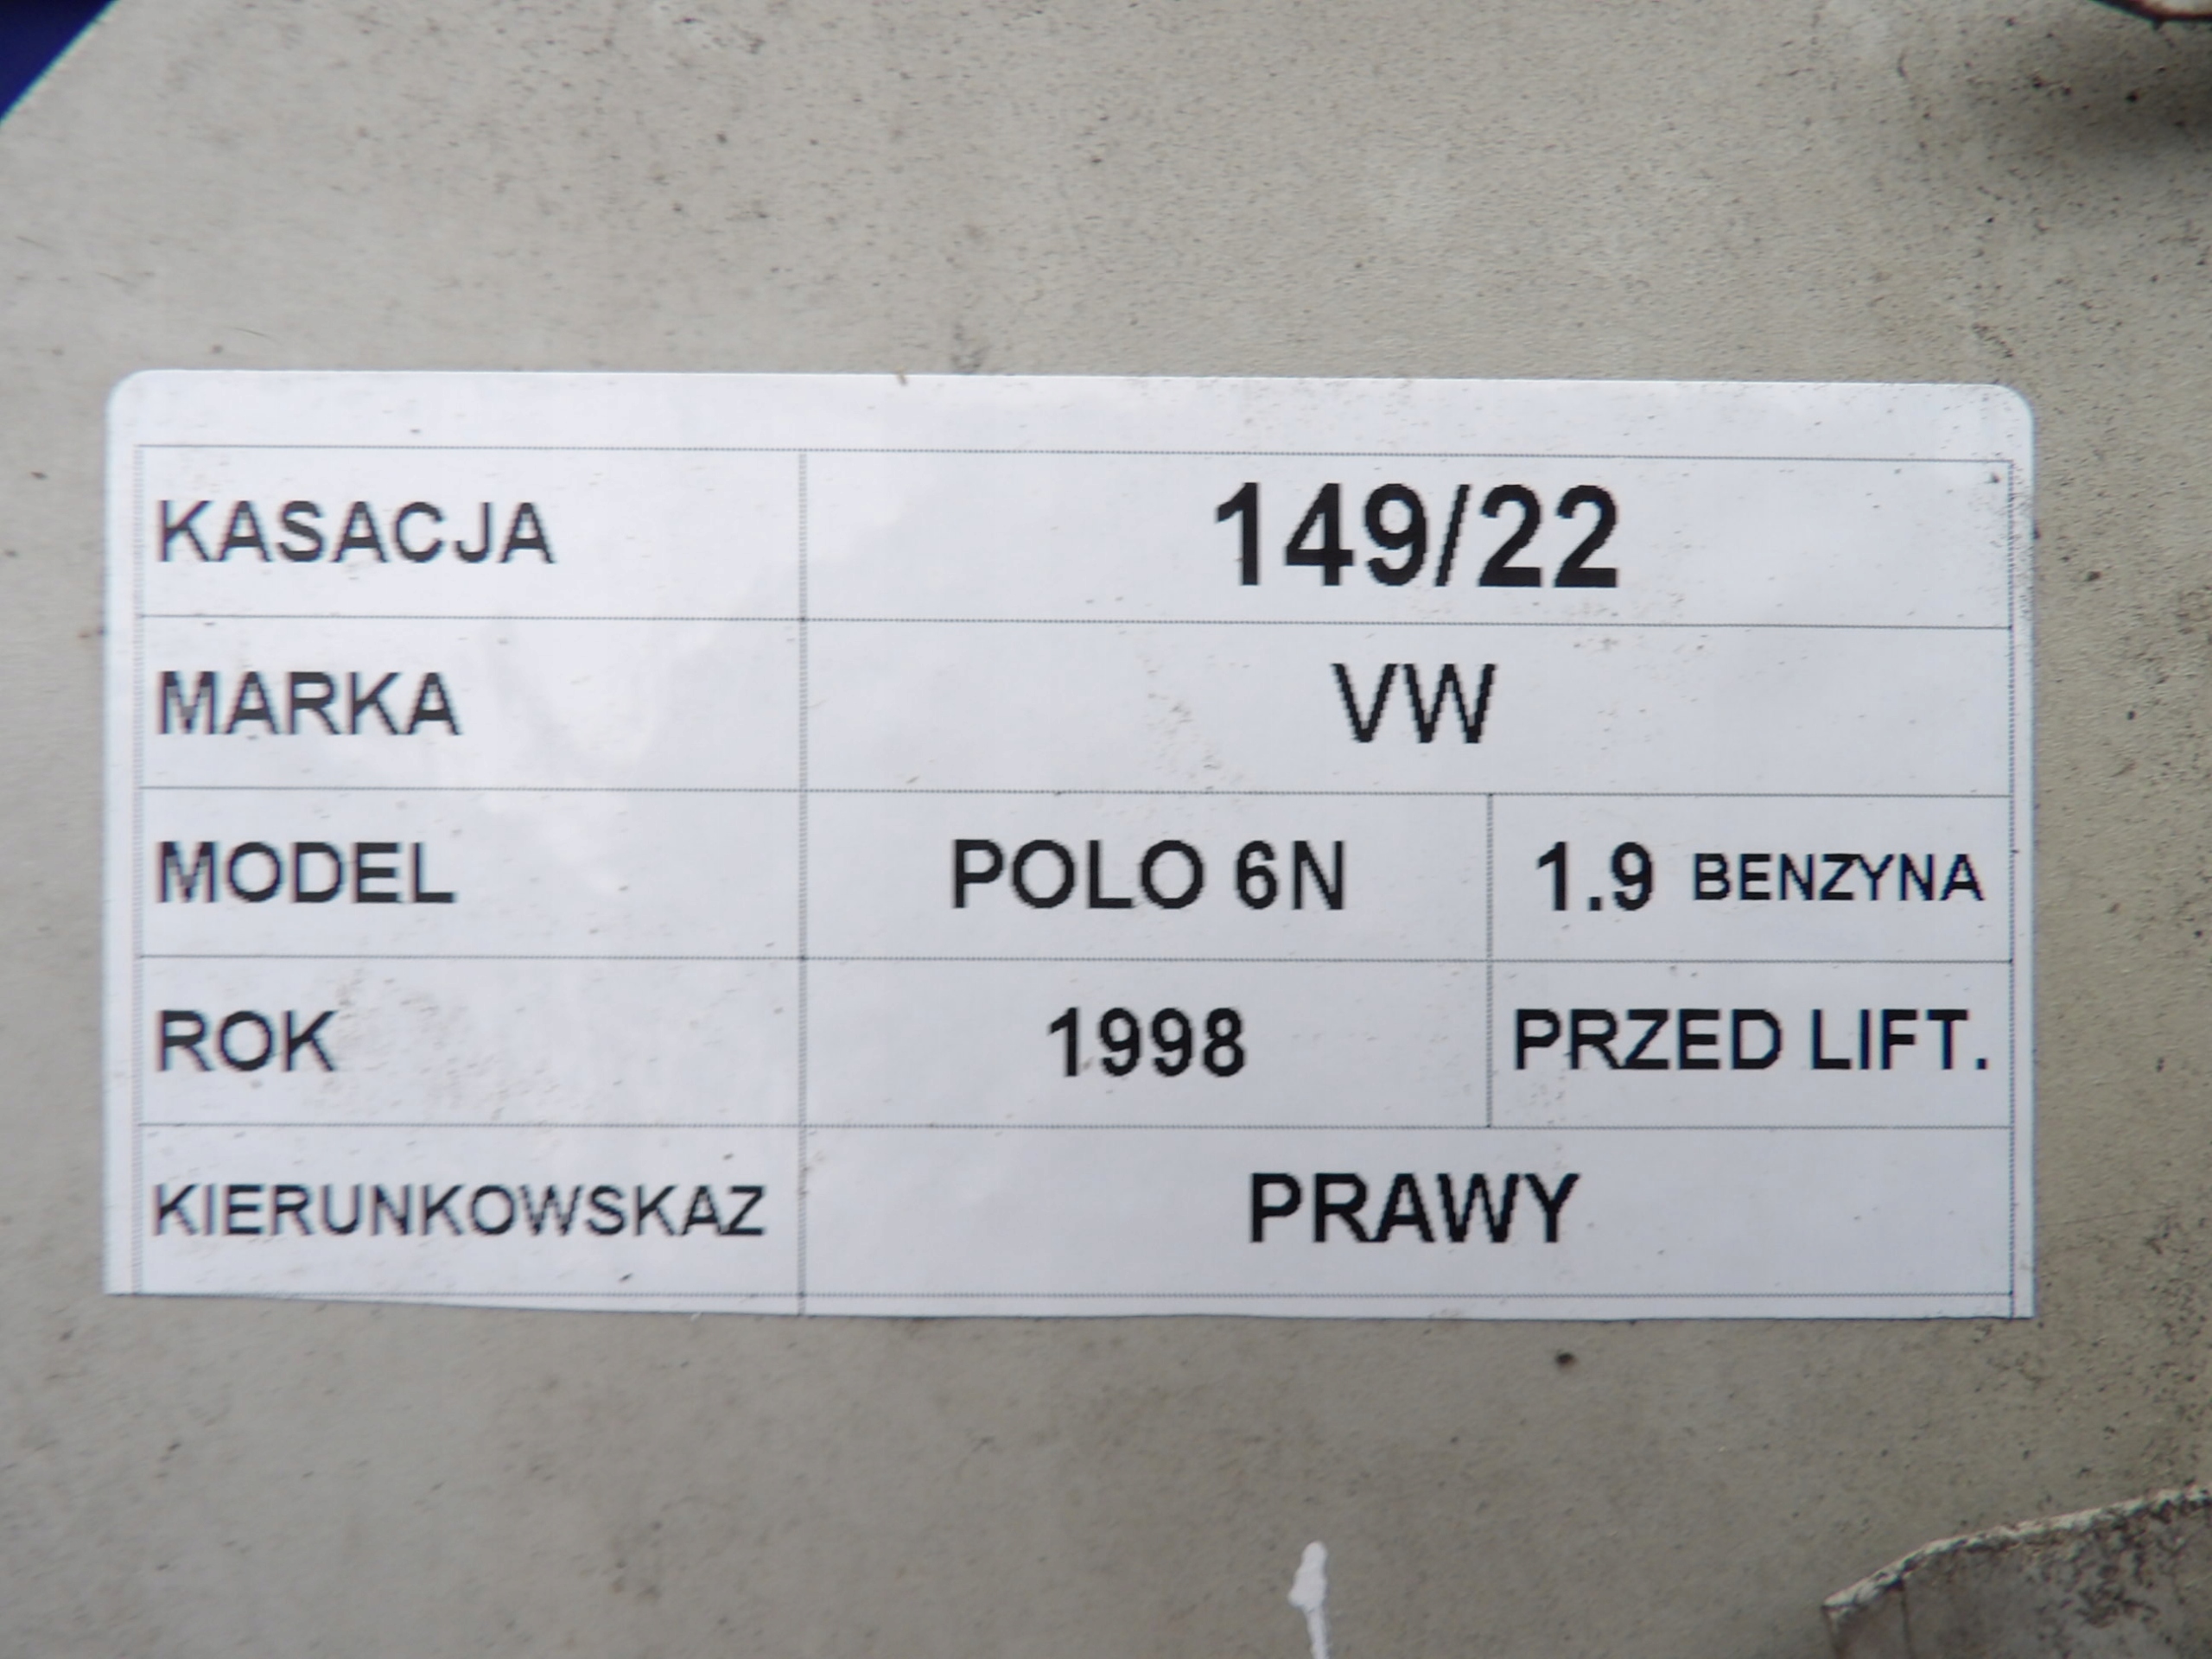 KASACJA 149/22
MARKA VW
MODEL POLO 6N 1.9 BENZYNA
ROK 1998 PRZED LIFT.
KIERUNKOWSKAZ PRAWY